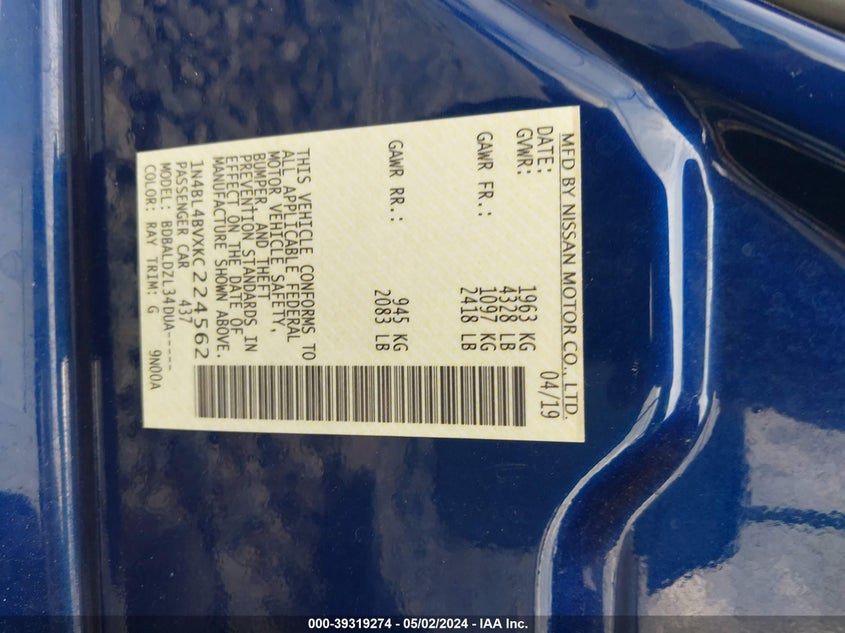 MFD BY NISSAN MOTOR CO., LTD.
DATE: 04/19
GVWR: 1963 KG
4328 LB
GAWR FR.: 1097 KG
2418 LB
GAWR RR.: 945 KG
2083 LB
THIS VEHICLE CONFORMS TO
ALL APPLICABLE FEDERAL
MOTOR VEHICLE SAFETY,
BUMPER, AND THEFT
PREVENTION STANDARDS IN
EFFECT ON THE DATE OF
MANUFACTURE SHOWN ABOVE.
1N4BL4BVXKC224562
PASSENGER CAR 437
MODEL: BDBALDZL34DUA-----
COLOR: RAY TRIM: G 9N00A
000-39319274 - 05/02/2024 - IAA Inc.